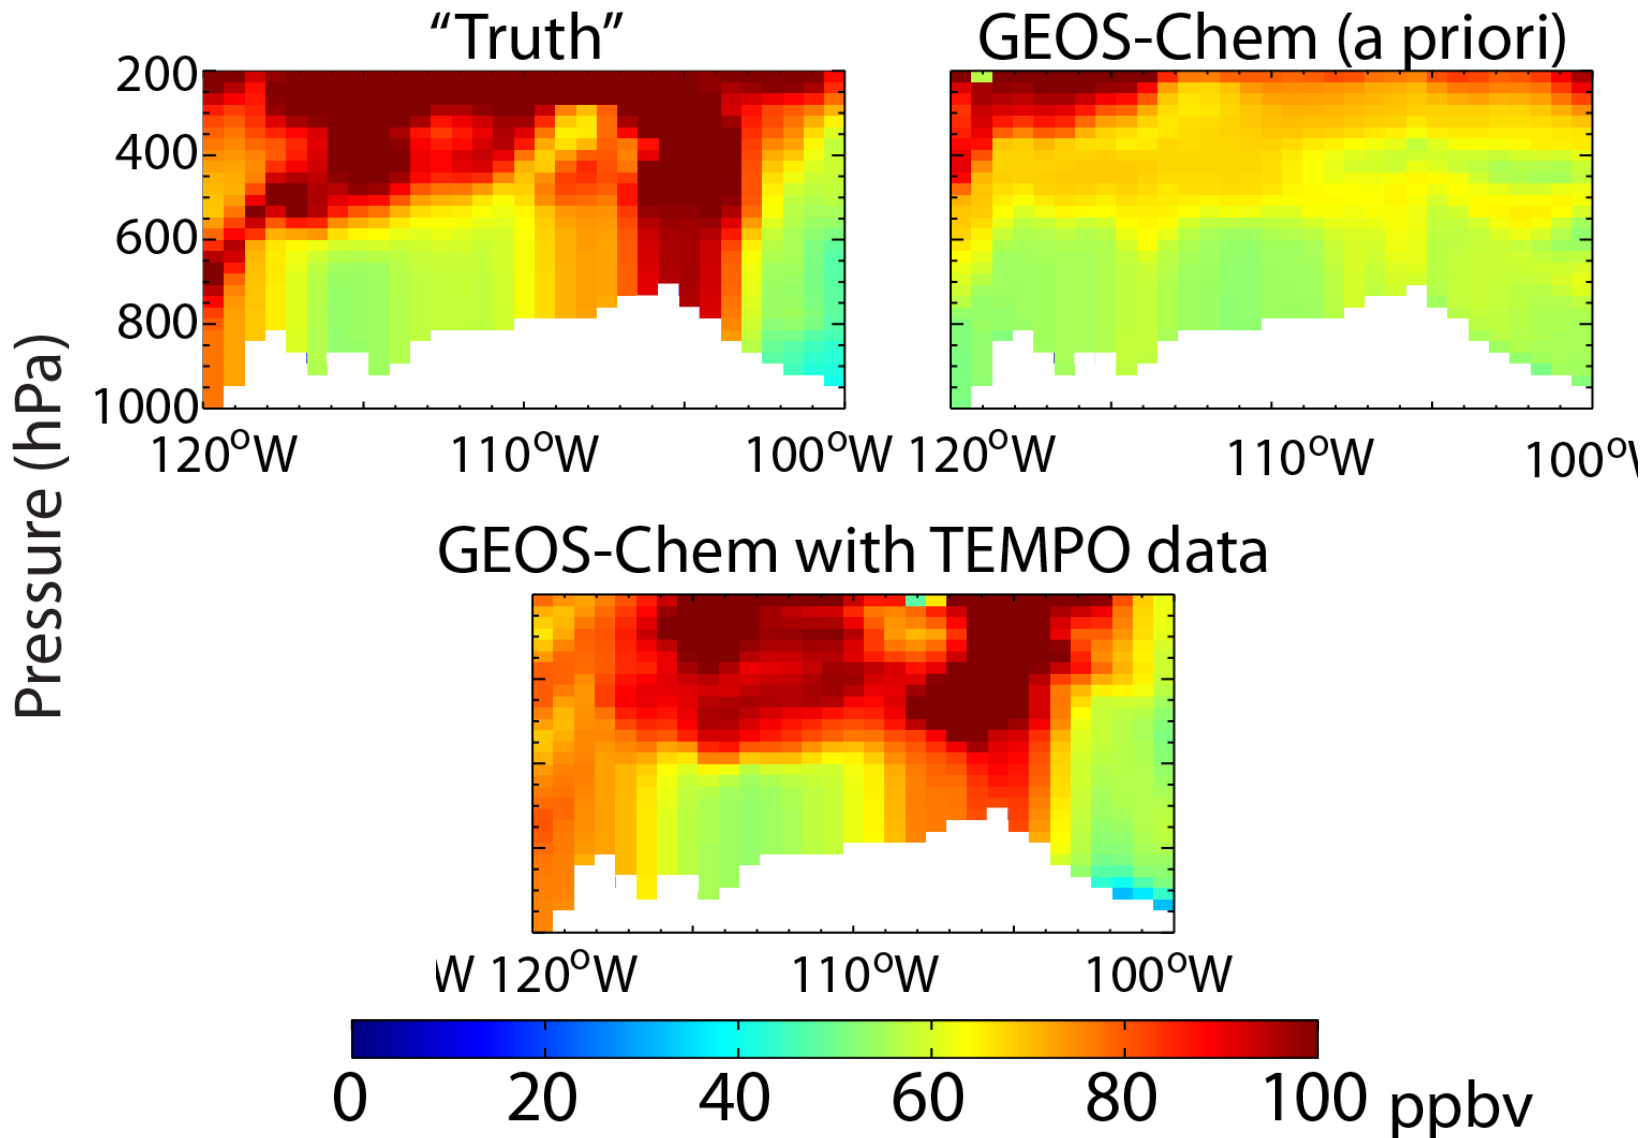 “Truth”
GEOS-Chem (a priori)
200
400
600
800
1000
Pressure (hPa)
120°W 110°W 100°W
120°W 110°W 100°W
GEOS-Chem with TEMPO data
W 120°W 110°W 100°W
0 20 40 60 80 100 ppbv